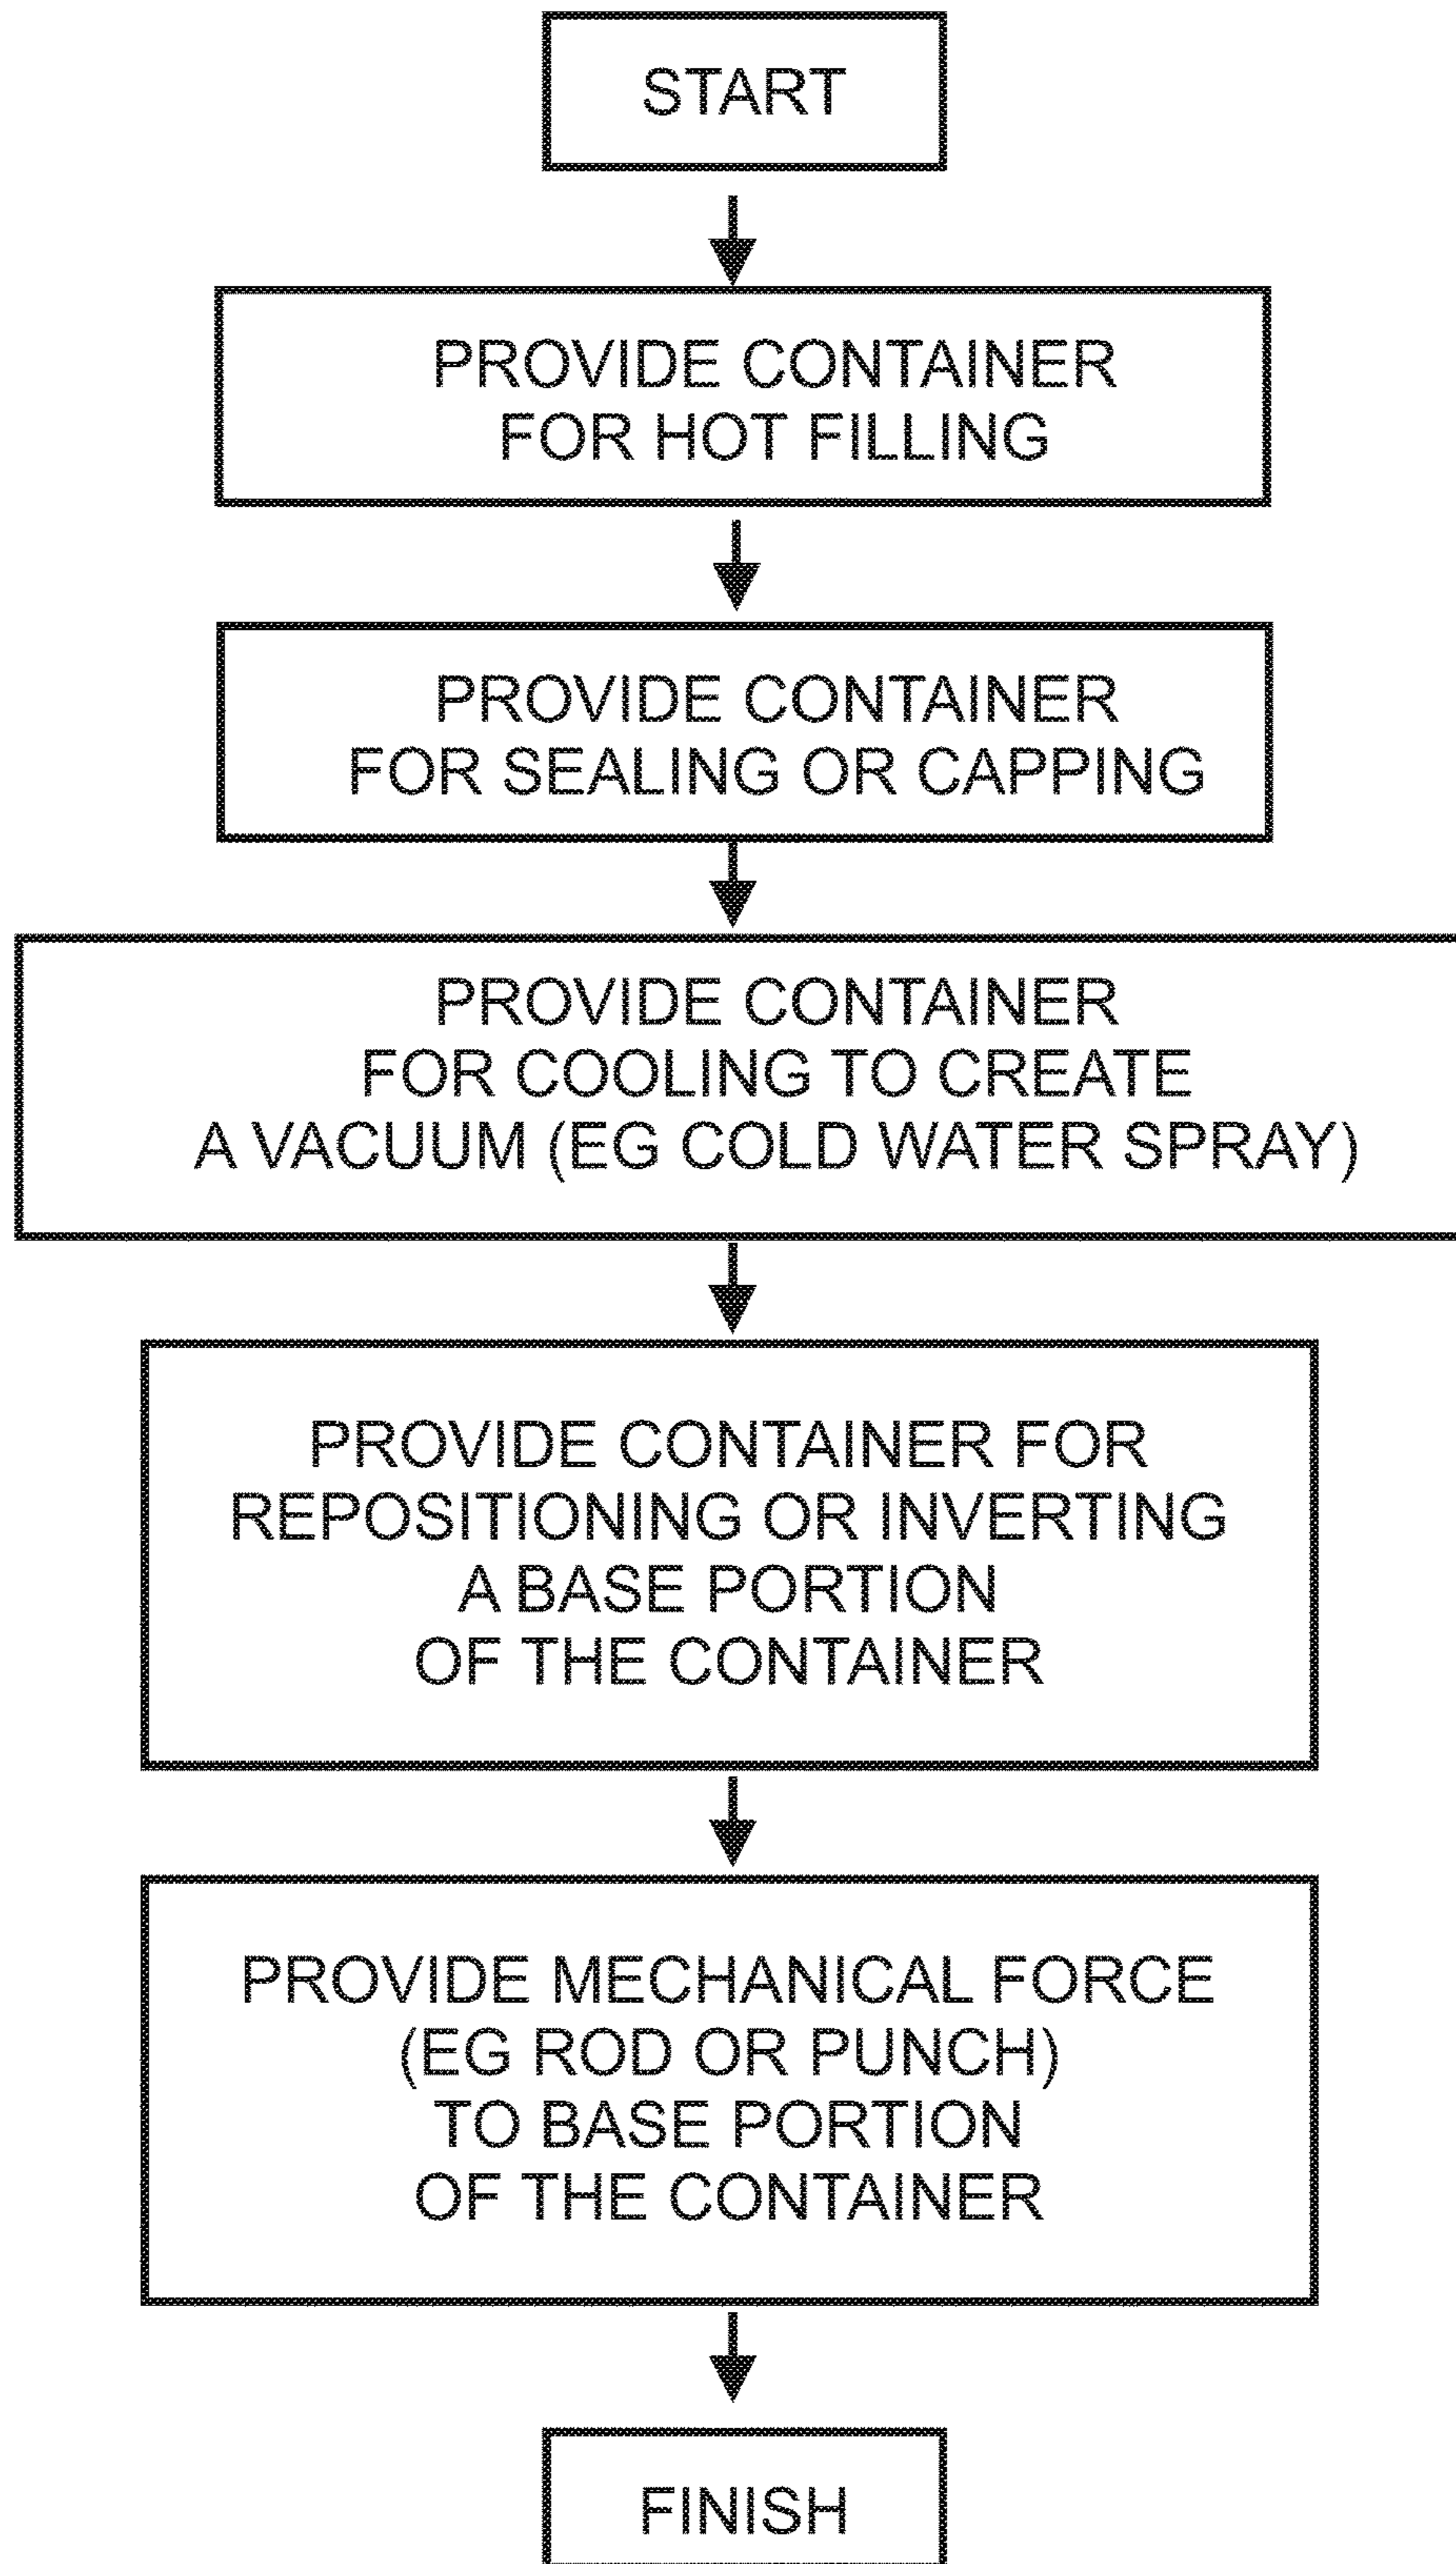 START
PROVIDE CONTAINER
FOR HOT FILLING
PROVIDE CONTAINER
FOR SEALING OR CAPPING
PROVIDE CONTAINER
FOR COOLING TO CREATE
A VACUUM (EG COLD WATER SPRAY)
PROVIDE CONTAINER FOR
REPOSITIONING OR INVERTING
A BASE PORTION
OF THE CONTAINER
PROVIDE MECHANICAL FORCE
(EG ROD OR PUNCH)
TO BASE PORTION
OF THE CONTAINER
FINISH